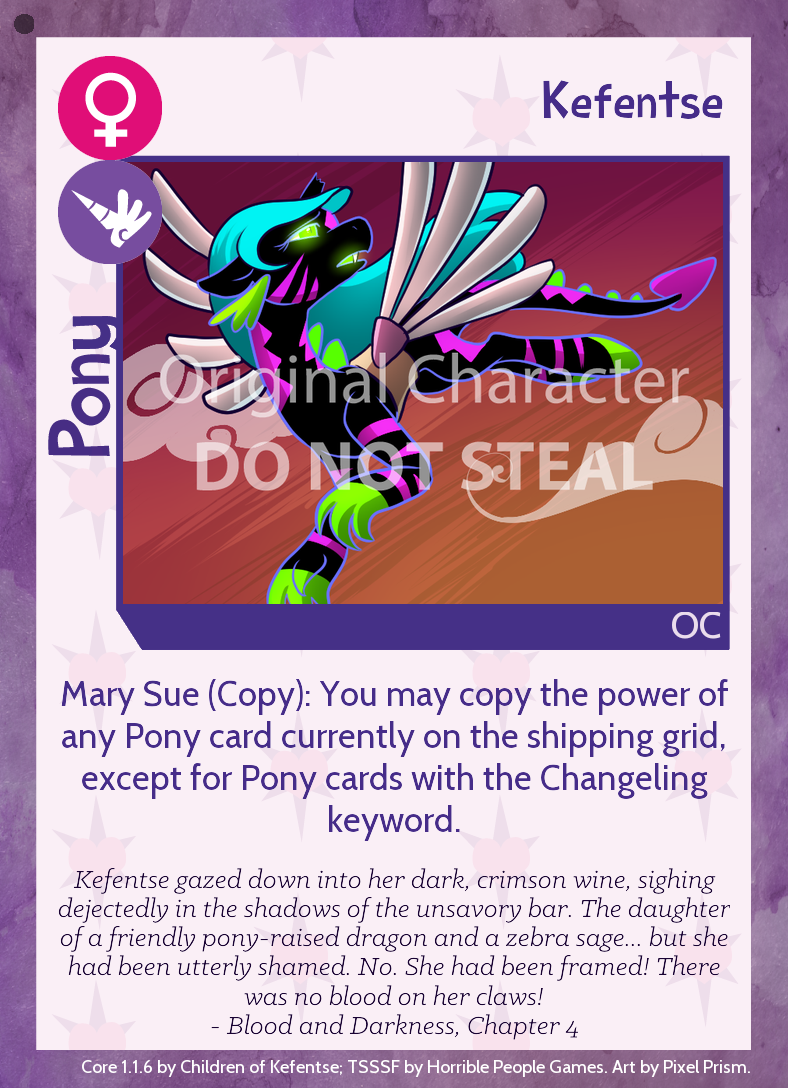 Kefentse
Pony
Original Character
DO NOT STEAL
OC
Mary Sue (Copy): You may copy the power of
any Pony card currently on the shipping grid,
except for Pony cards with the Changeling
keyword.
Kefentse gazed down into her dark, crimson wine, sighing
dejectedly in the shadows of the unsavory bar. The daughter
of a friendly pony-raised dragon and a zebra sage... but she
had been utterly shamed. No. She had been framed! There
was no blood on her claws!
- Blood and Darkness, Chapter 4
Core 1.1.6 by Children of Kefentse; TSSSF by Horrible People Games. Art by Pixel Prism.